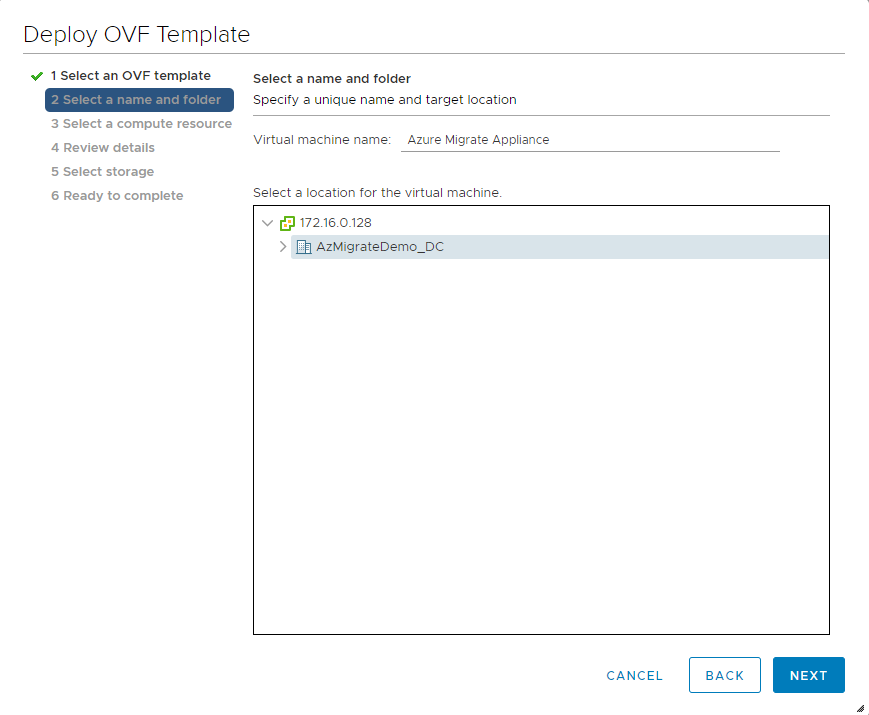 Deploy OVF Template
1 Select an OVF template
2 Select a name and folder
3 Select a compute resource
4 Review details
5 Select storage
6 Ready to complete
Select a name and folder
Specify a unique name and target location
Virtual machine name: Azure Migrate Appliance
Select a location for the virtual machine.
172.16.0.128
AzMigrateDemo_DC
CANCEL BACK NEXT